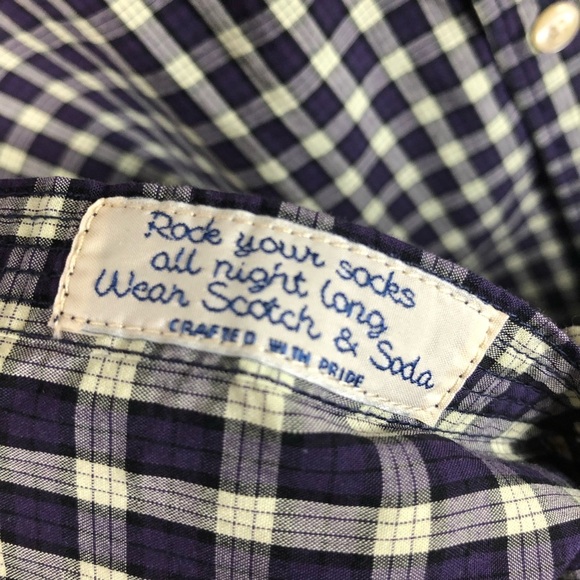 Rock your socks
all night long
Wear Scotch & Soda
CRAFTED WITH PRIDE